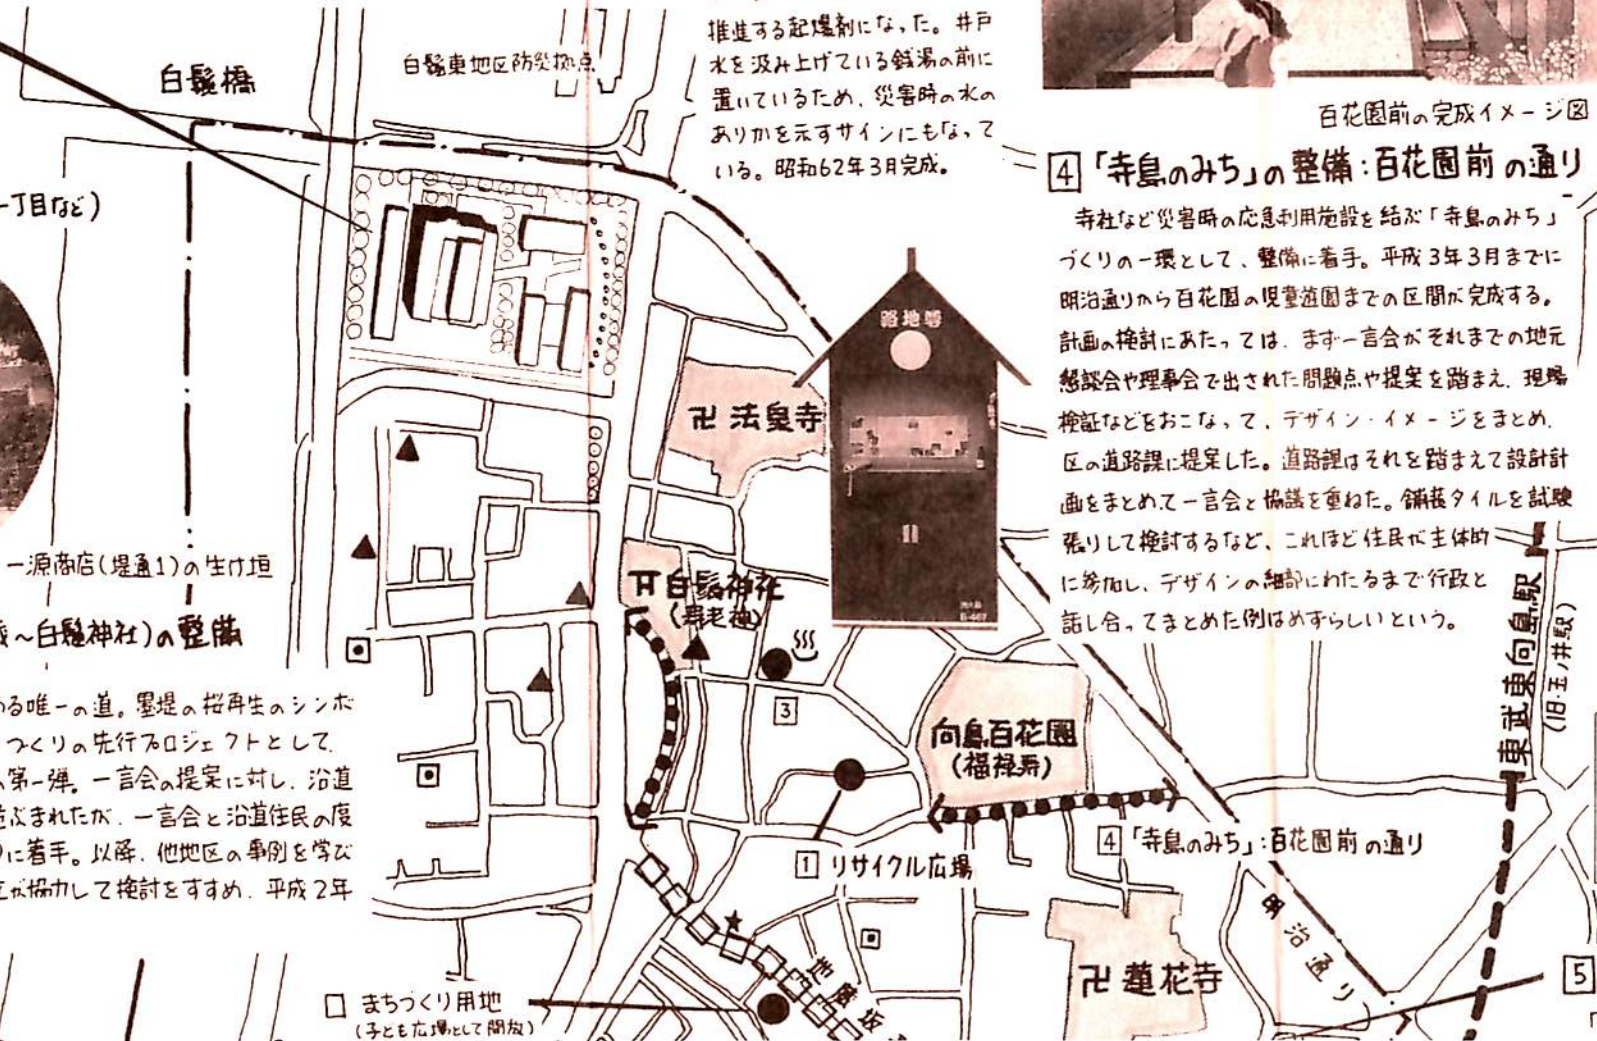 推進する起爆剤になった。井戸
水を汲み上げている銭湯の前に
置いているため、災害時の水の
ありかを示すサインにもなって
いる。昭和62年3月完成。
百花園前の完成イメージ図
4 「寺島のみち」の整備：百花園前の通り
寺社など災害時の応急利用施設を結ぶ「寺島のみち」
づくりの一環として、整備に着手。平成3年3月までに
明治通りから百花園の児童遊園までの区間が完成する。
計画の検討にあたっては、まず一言会がそれまでの地元
懇談会や理事会で出された問題点や提案を踏まえ、現場
検証などをおこなって、デザイン・イメージをまとめ、
区の道路課に提案した。道路課はそれを踏まえて設計計
画をまとめて一言会と協議を重ねた。舗装タイルを試験
張りして検討するなど、これほど住民が主体的
に参加し、デザインの細部にわたるまで行政と
話し合ってまとめた例はめずらしいという。
白鬚橋
白鬚東地区防災拠点
一丁目など)
路地尊
卍 法泉寺
一源商店(堤通1)の生け垣
白鬚神社
(寿老神)
～白鬚神社)の整備
る唯一の道。墨堤の桜再生のシンボ
づくりの先行プロジェクトとして、
第一弾。一言会の提案に対し、沿道
ぶまれたが、一言会と沿道住民の度
に着手。以降、他地区の事例を学び
が協力して検討をすすめ、平成2年
3
向島百花園
(福禄寿)
東武東向島駅
(旧・玉ノ井駅)
1 リサイクル広場
4 「寺島のみち」：百花園前の通り
明治通り
卍 蓮花寺
地蔵坂
まちづくり用地
(子ども広場として開放)
5